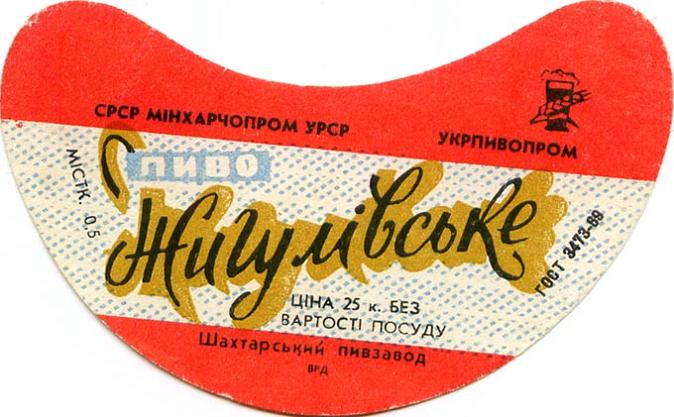 СРСР МІНХАРЧОПРОМ УРСР
УКРПИВОПРОМ
ПИВО
МІСТК. 0,5
Жигулівське
ГОСТ 3473-69
ЦІНА 25 к. БЕЗ
ВАРТОСТІ ПОСУДУ
Шахтарський пивзавод
ВРД